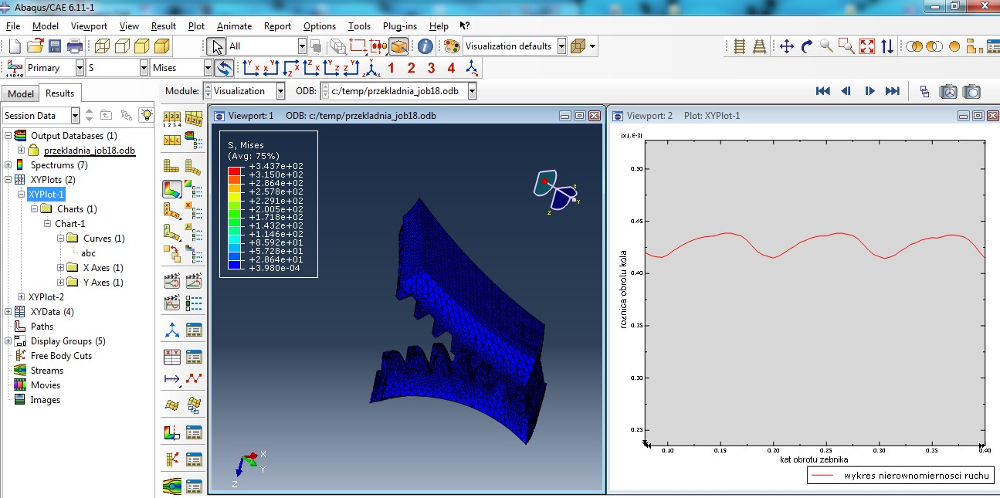 Abaqus/CAE 6.11-1
File Model Viewport View Result Plot Animate Report Options Tools Plug-ins Help
All Visualization defaults
Primary S Mises 1 2 3 4
Model Results Module: Visualization ODB: c:/temp/przekladnia_job18.odb
Session Data
Output Databases (1)
przekladnia_job18.odb
Spectrums (7)
XYPlots (2)
XYPlot-1
Charts (1)
Chart-1
Curves (1)
abc
X Axes (1)
Y Axes (1)
XYPlot-2
XYData (4)
Paths
Display Groups (5)
Free Body Cuts
Streams
Movies
Images
Viewport: 1 ODB: c:/temp/przekladnia_job18.odb
S, Mises
(Avg: 75%)
+3.437e+02
+3.150e+02
+2.864e+02
+2.578e+02
+2.291e+02
+2.005e+02
+1.718e+02
+1.432e+02
+1.146e+02
+8.592e+01
+5.728e+01
+2.864e+01
+3.980e-04
X
Y
Z
X
Y
Z
Viewport: 2 Plot: XYPlot-1
[x1.E-3]
0.50
0.45
0.40
0.35
0.30
0.25
roznica obrotu kola
0.10 0.15 0.20 0.25 0.30 0.35 0.40
kat obrotu zebnika
wykres nierownomiernosci ruchu